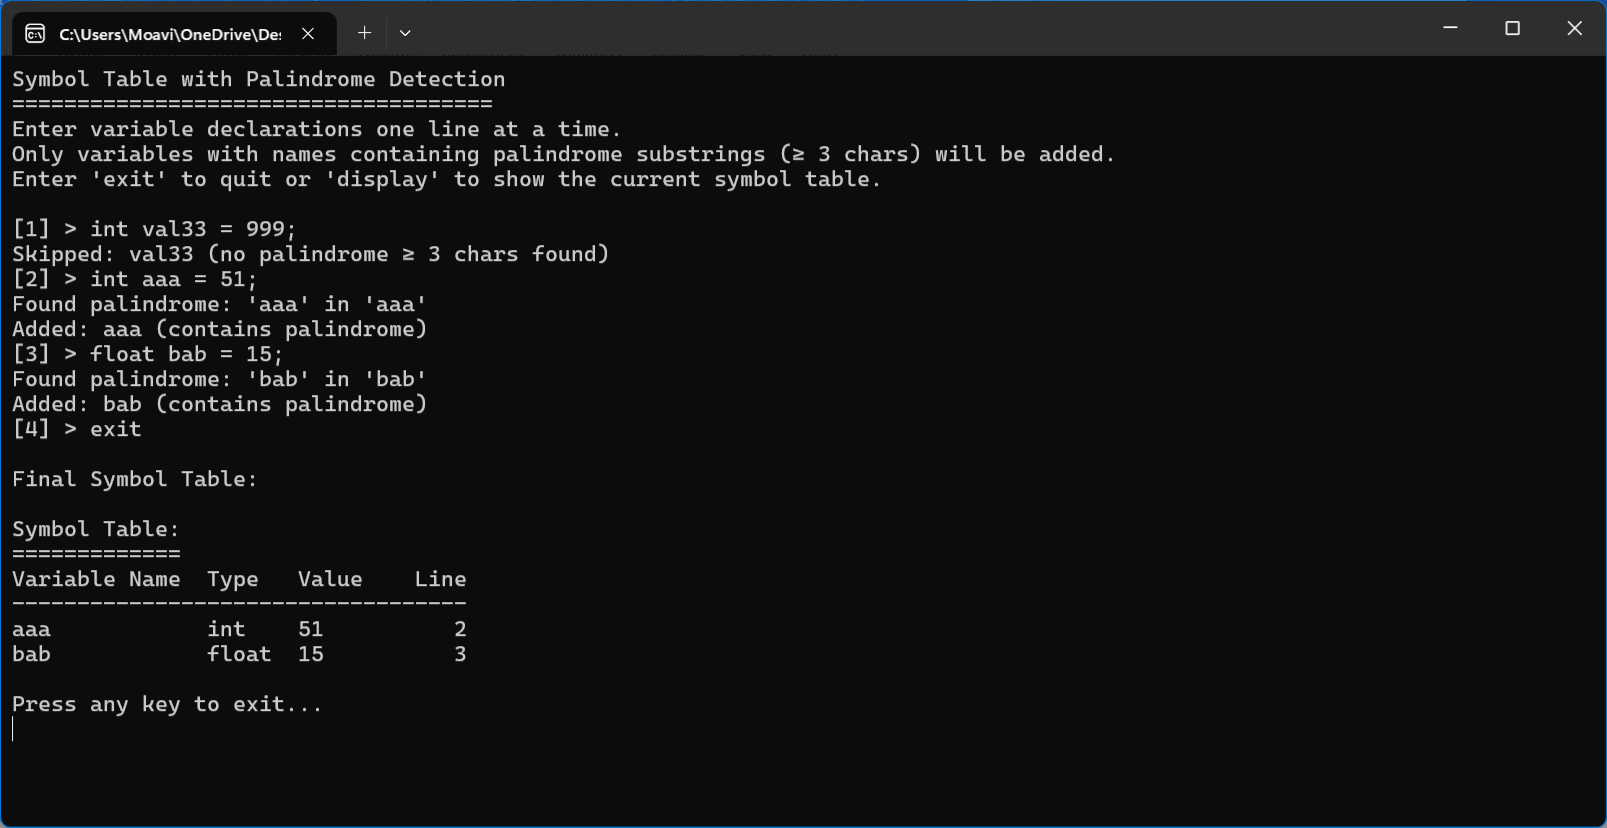 C:\Users\Moavi\OneDrive\Des
Symbol Table with Palindrome Detection
=====================================
Enter variable declarations one line at a time.
Only variables with names containing palindrome substrings (≥ 3 chars) will be added.
Enter 'exit' to quit or 'display' to show the current symbol table.

[1] > int val33 = 999;
Skipped: val33 (no palindrome ≥ 3 chars found)
[2] > int aaa = 51;
Found palindrome: 'aaa' in 'aaa'
Added: aaa (contains palindrome)
[3] > float bab = 15;
Found palindrome: 'bab' in 'bab'
Added: bab (contains palindrome)
[4] > exit

Final Symbol Table:

Symbol Table:
=============
Variable Name  Type   Value    Line
-----------------------------------
aaa            int    51          2
bab            float  15          3

Press any key to exit...